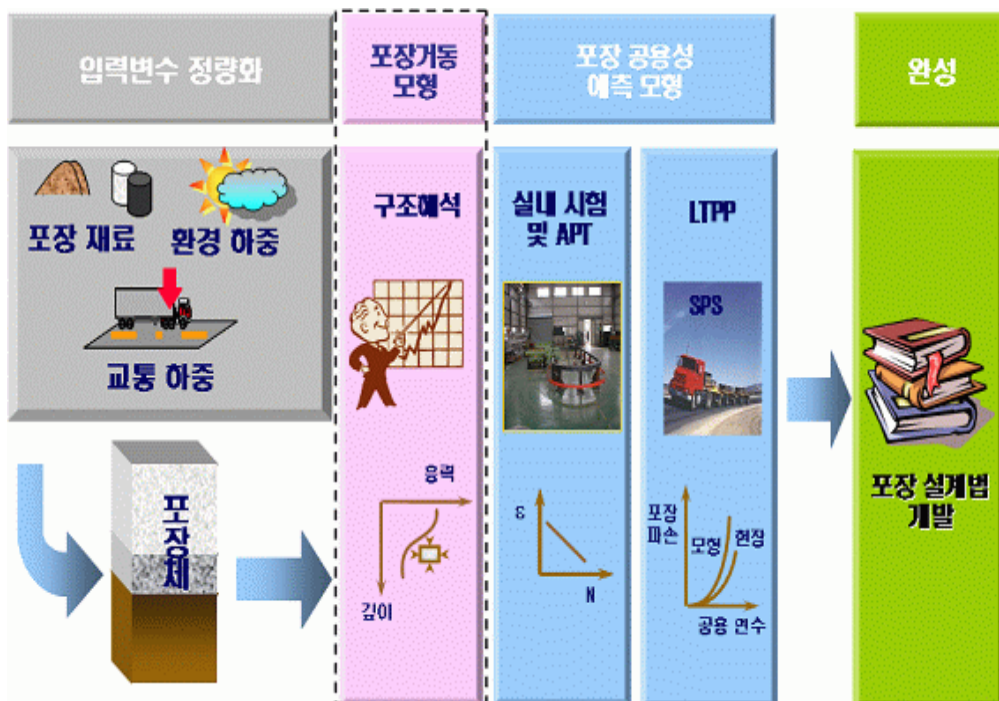 입력변수 정량화
포장거동
모형
포장 공용성
예측 모형
완성
포장 재료
환경 하중
교통 하중
포장체
구조해석
응력
깊이
실내 시험
및 APT
ε
N
LTPP
SPS
포장
파손
모형
현장
공용 연수
포장 설계법
개발